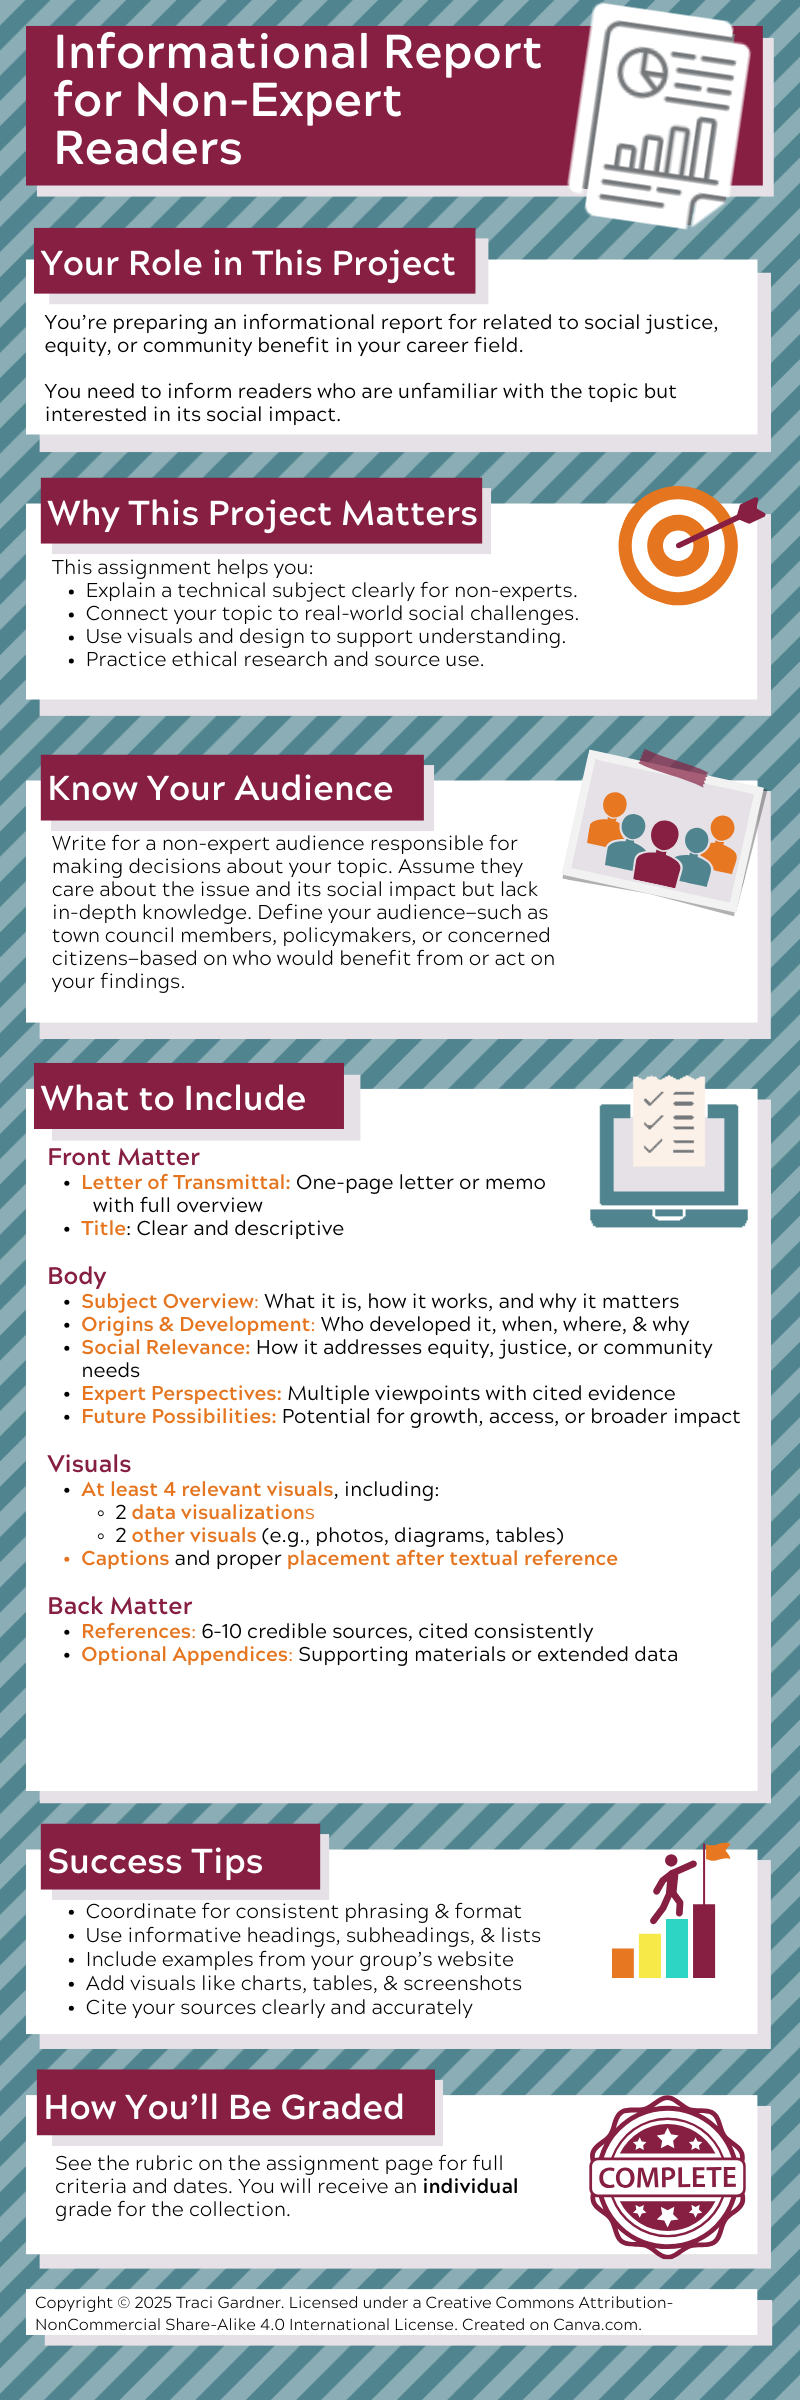 Informational Report
for Non-Expert
Readers
Your Role in This Project
You're preparing an informational report for related to social justice,
equity, or community benefit in your career field.
You need to inform readers who are unfamiliar with the topic but
interested in its social impact.
Why This Project Matters
This assignment helps you:
• Explain a technical subject clearly for non-experts.
• Connect your topic to real-world social challenges.
• Use visuals and design to support understanding.
• Practice ethical research and source use.
Know Your Audience
Write for a non-expert audience responsible for
making decisions about your topic. Assume they
care about the issue and its social impact but lack
in-depth knowledge. Define your audience—such as
town council members, policymakers, or concerned
citizens—based on who would benefit from or act on
your findings.
What to Include
Front Matter
• Letter of Transmittal: One-page letter or memo
with full overview
• Title: Clear and descriptive
Body
• Subject Overview: What it is, how it works, and why it matters
• Origins & Development: Who developed it, when, where, & why
• Social Relevance: How it addresses equity, justice, or community
needs
• Expert Perspectives: Multiple viewpoints with cited evidence
• Future Possibilities: Potential for growth, access, or broader impact
Visuals
• At least 4 relevant visuals, including:
◦ 2 data visualizations
◦ 2 other visuals (e.g., photos, diagrams, tables)
• Captions and proper placement after textual reference
Back Matter
• References: 6-10 credible sources, cited consistently
• Optional Appendices: Supporting materials or extended data
Success Tips
• Coordinate for consistent phrasing & format
• Use informative headings, subheadings, & lists
• Include examples from your group's website
• Add visuals like charts, tables, & screenshots
• Cite your sources clearly and accurately
How You'll Be Graded
See the rubric on the assignment page for full
criteria and dates. You will receive an individual
grade for the collection.
COMPLETE
Copyright © 2025 Traci Gardner. Licensed under a Creative Commons Attribution-
NonCommercial Share-Alike 4.0 International License. Created on Canva.com.